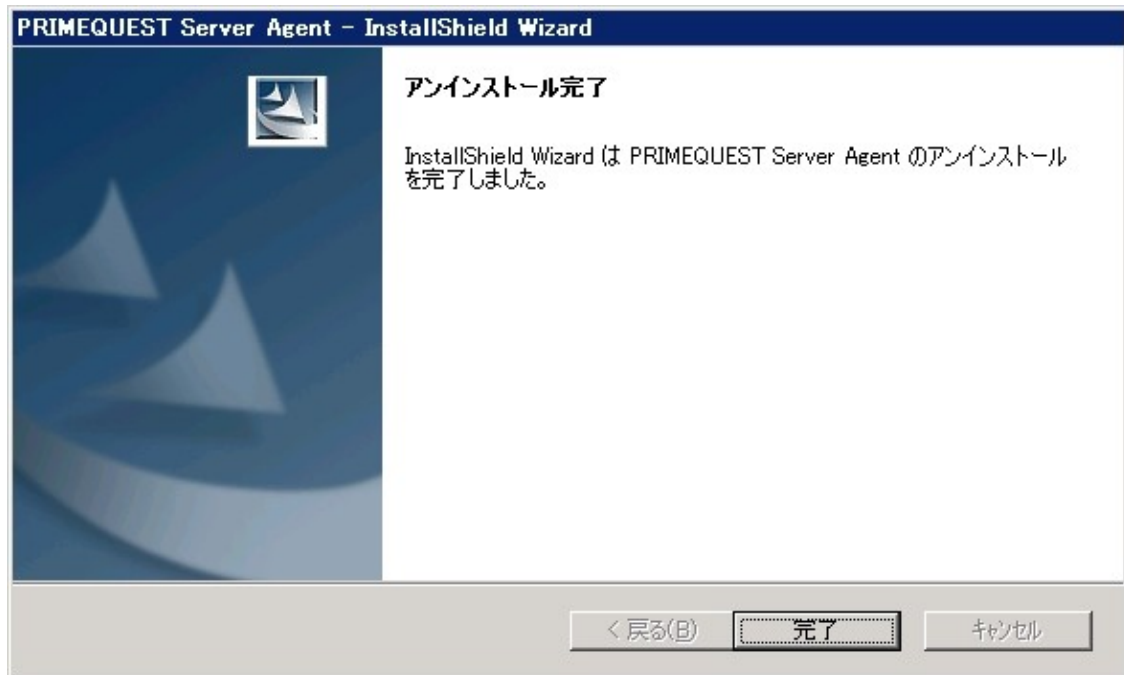 PRIMEQUEST Server Agent - InstallShield Wizard
アンインストール完了
InstallShield Wizard は PRIMEQUEST Server Agent のアンインストール
を完了しました。
< 戻る(B)
完了
キャンセル